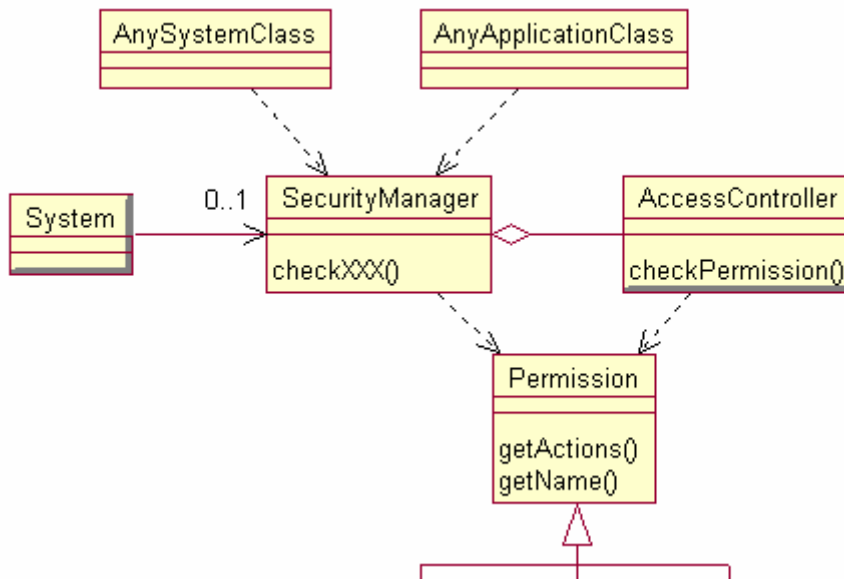 AnySystemClass
AnyApplicationClass
System
0..1
SecurityManager
checkXXX()
AccessController
checkPermission()
Permission
getActions()
getName()